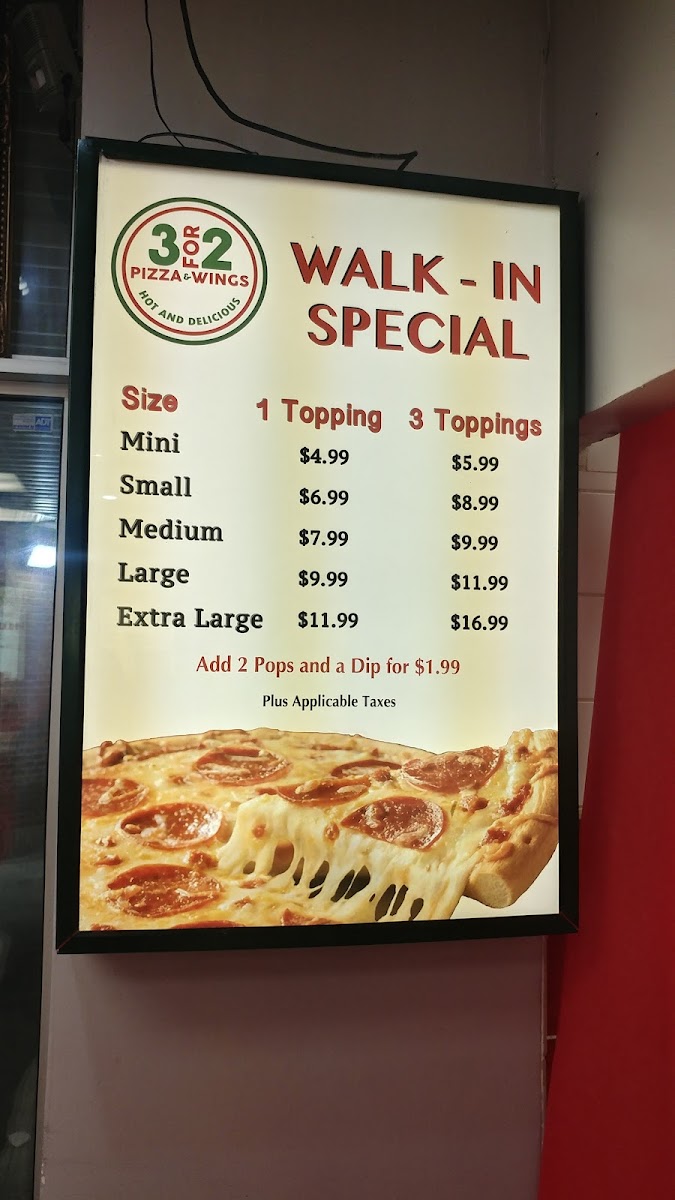 3 FOR 2
PIZZA & WINGS
HOT AND DELICIOUS
WALK - IN
SPECIAL
Size 1 Topping 3 Toppings
Mini $4.99 $5.99
Small $6.99 $8.99
Medium $7.99 $9.99
Large $9.99 $11.99
Extra Large $11.99 $16.99
Add 2 Pops and a Dip for $1.99
Plus Applicable Taxes